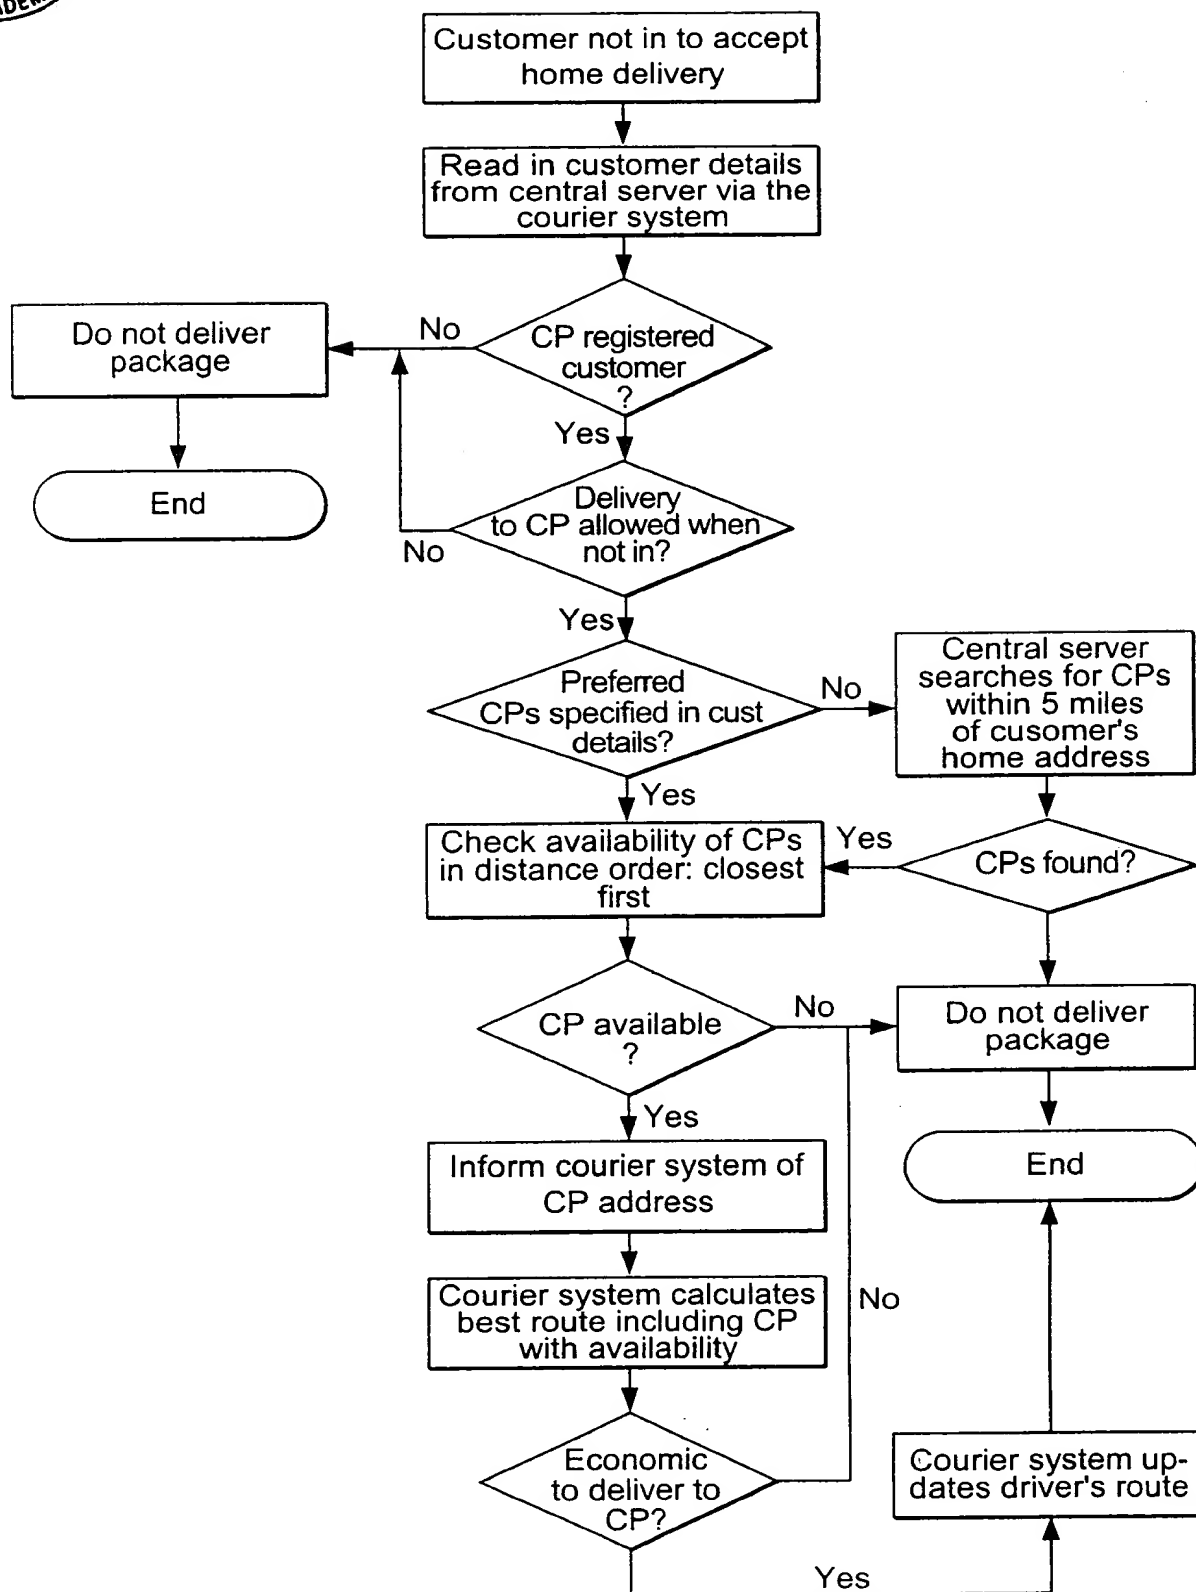 Customer not in to accept
home delivery
Read in customer details
from central server via the
courier system
CP registered
customer
?
No
Do not deliver
package
End
Yes
Delivery
to CP allowed when
not in?
No
Yes
Preferred
CPs specified in cust
details?
No
Central server
searches for CPs
within 5 miles
of cusomer's
home address
Yes
Check availability of CPs
in distance order: closest
first
Yes
CPs found?
CP available
?
No
Do not deliver
package
End
Yes
Inform courier system of
CP address
Courier system calculates
best route including CP
with availability
No
Economic
to deliver to
CP?
Courier system up-
dates driver's route
Yes